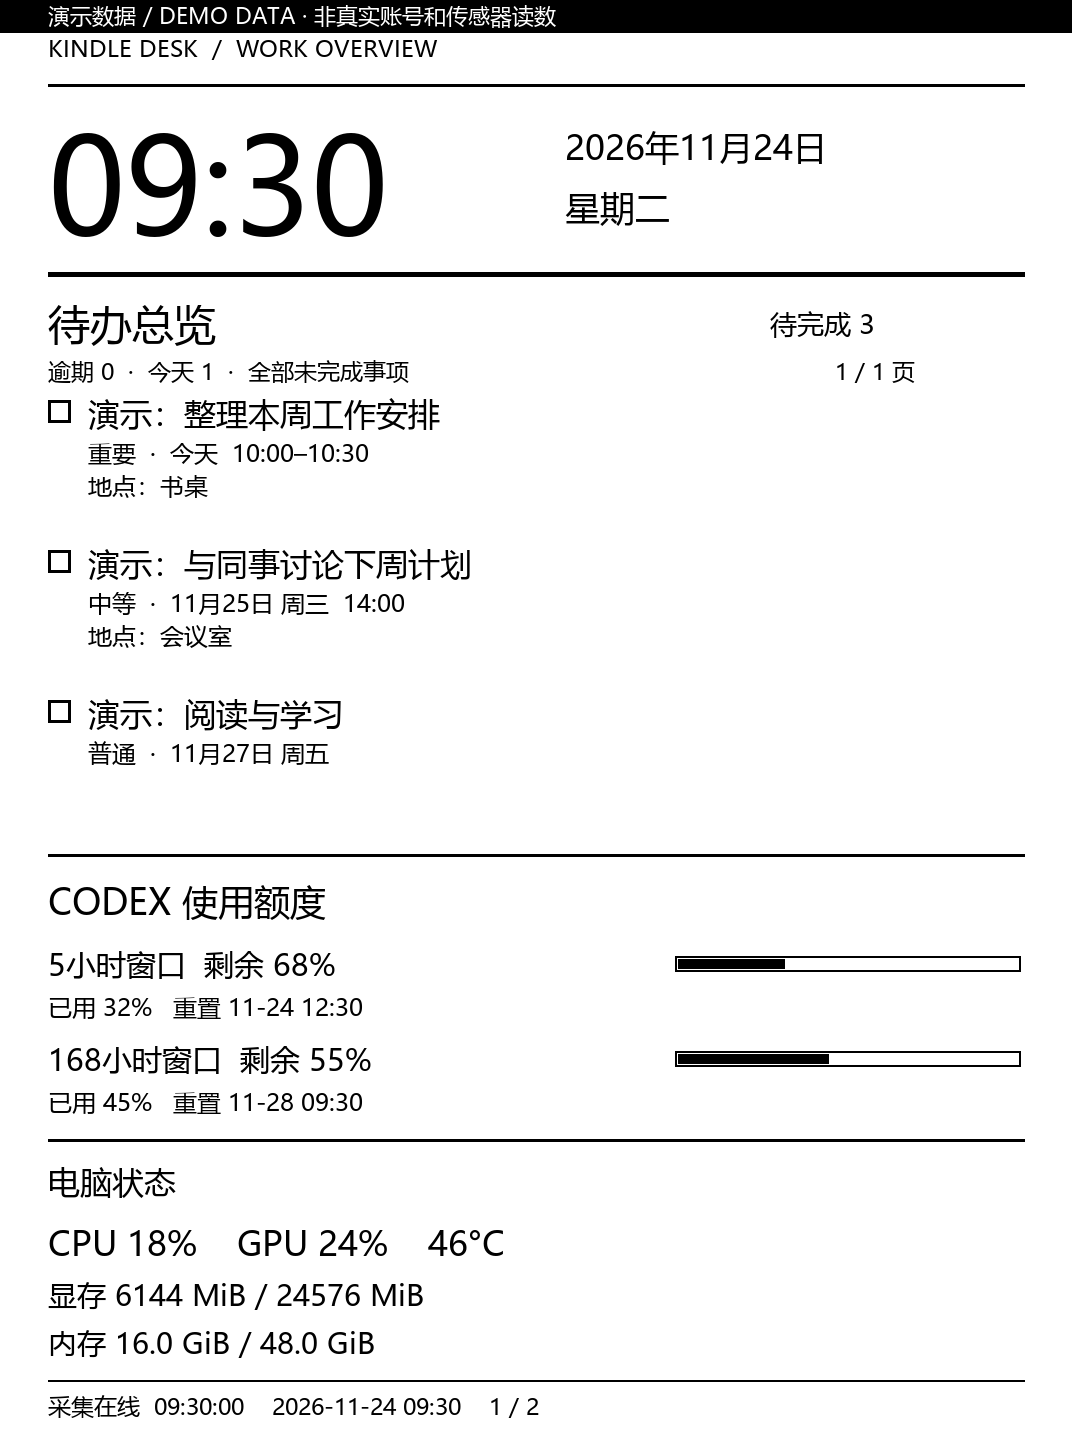 演示数据 / DEMO DATA · 非真实账号和传感器读数
KINDLE DESK / WORK OVERVIEW
09:30
2026年11月24日
星期二
待办总览
待完成 3
逾期 0 · 今天 1 · 全部未完成事项
1 / 1 页
演示：整理本周工作安排
重要 · 今天 10:00–10:30
地点：书桌
演示：与同事讨论下周计划
中等 · 11月25日 周三 14:00
地点：会议室
演示：阅读与学习
普通 · 11月27日 周五
CODEX 使用额度
5小时窗口 剩余 68%
已用 32% 重置 11-24 12:30
168小时窗口 剩余 55%
已用 45% 重置 11-28 09:30
电脑状态
CPU 18% GPU 24% 46°C
显存 6144 MiB / 24576 MiB
内存 16.0 GiB / 48.0 GiB
采集在线 09:30:00 2026-11-24 09:30 1 / 2